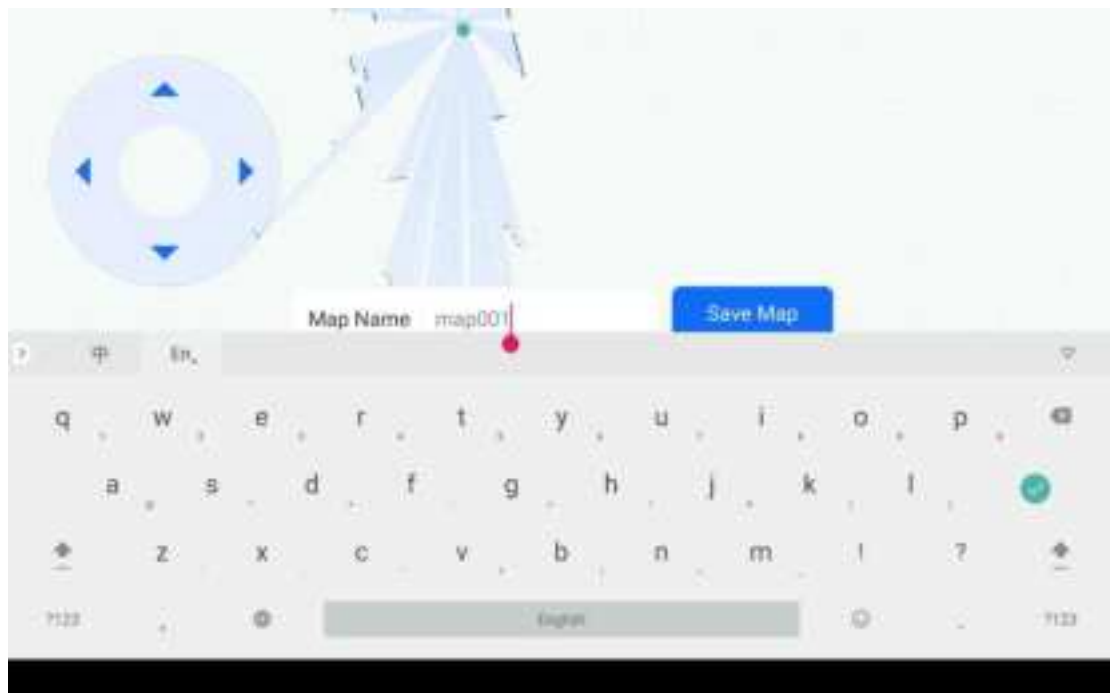 Map Name map001
Save Map
中
En
q w e r t y u i o p
a s d f g h j k l
z x c v b n m ! ?
?123
English
?123